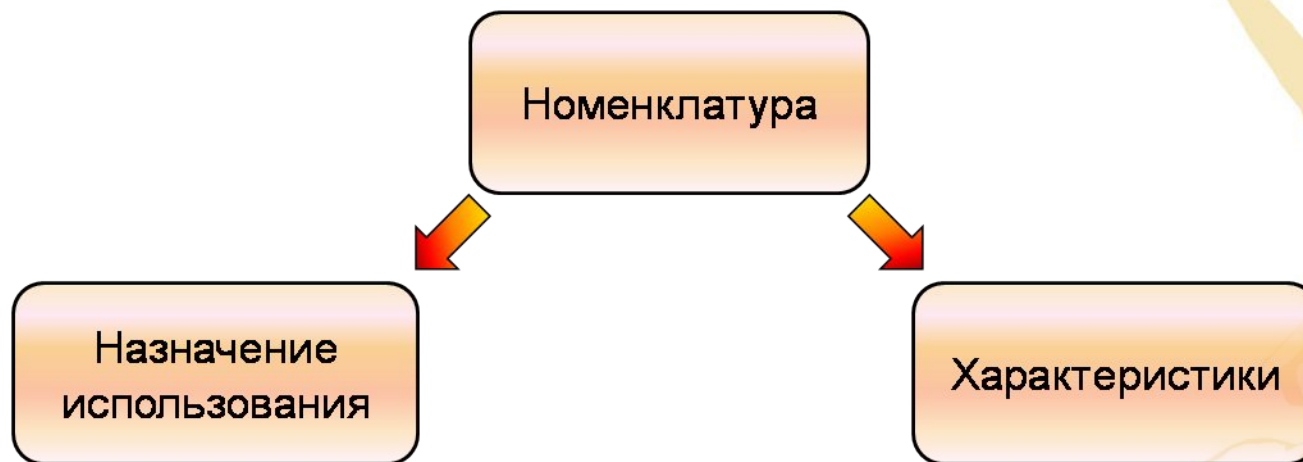 Номенклатура
Назначение
использования
Характеристики